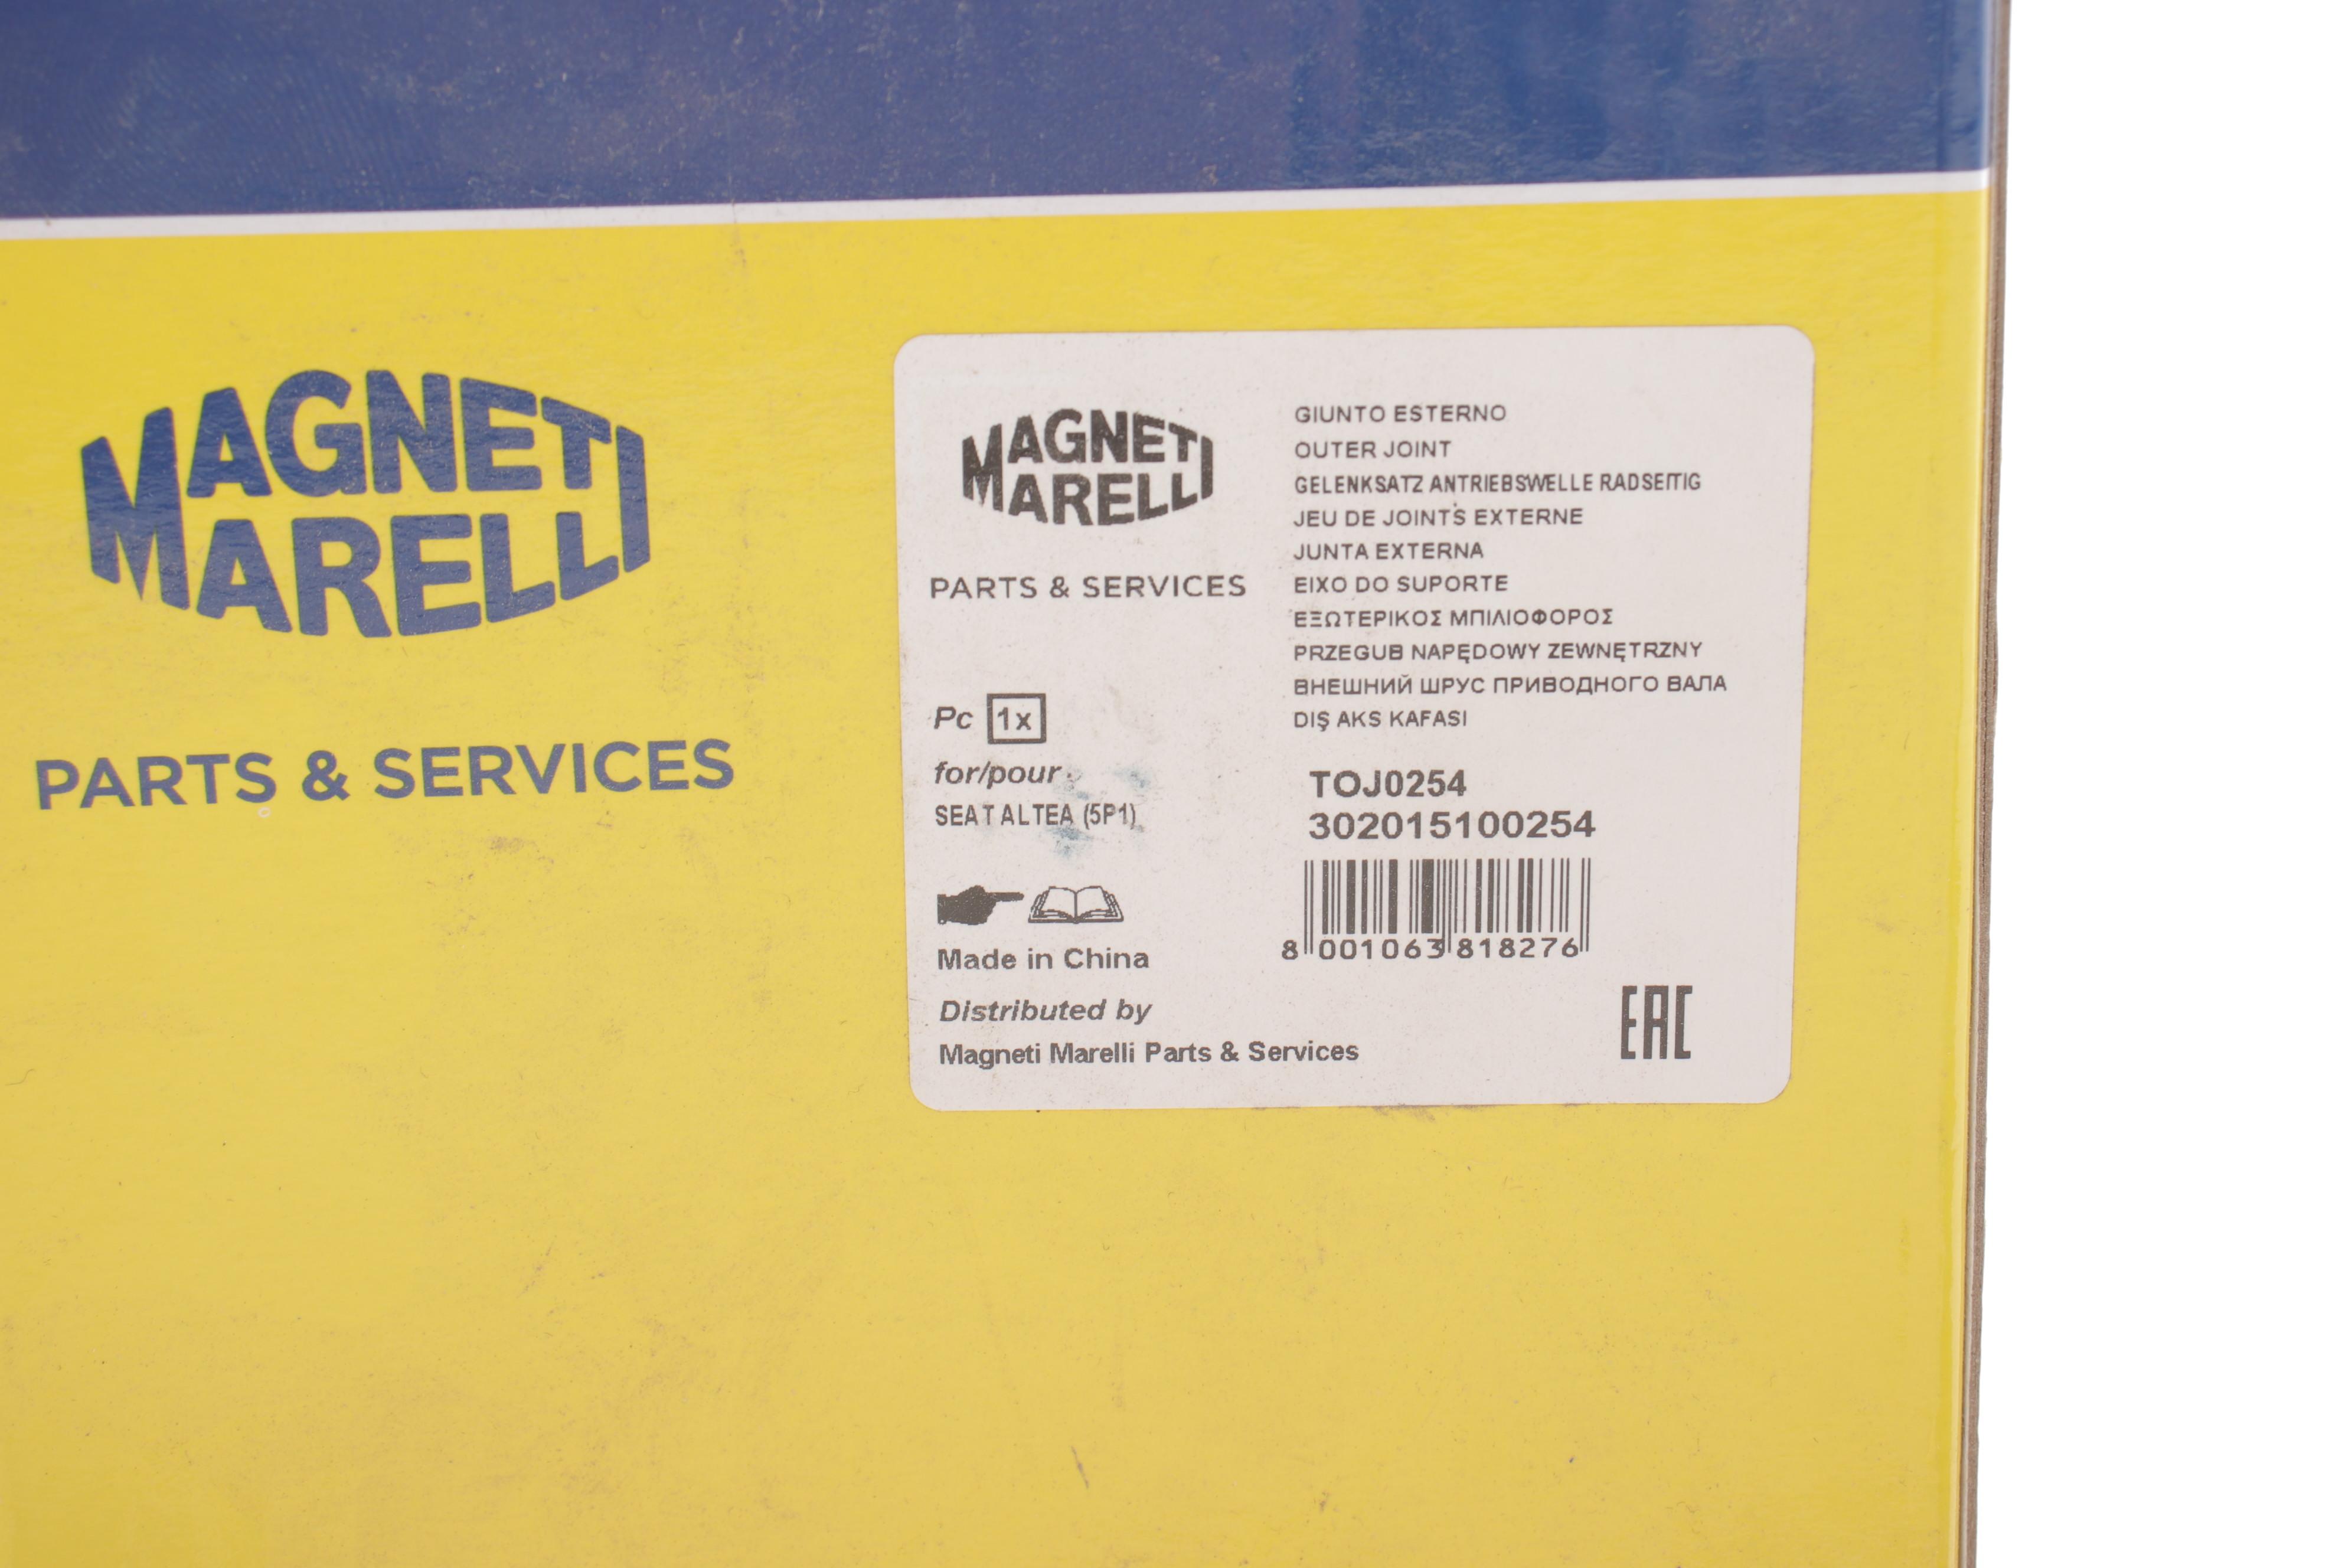 MAGNETI
MARELLI
PARTS & SERVICES
MAGNETI
MARELLI
PARTS & SERVICES
GIUNTO ESTERNO
OUTER JOINT
GELENKSATZ ANTRIEBSWELLE RADSEITIG
JEU DE JOINTS EXTERNE
JUNTA EXTERNA
EIXO DO SUPORTE
ΕΞΩΤΕΡΙΚΟΣ ΜΠΙΛΙΟΦΟΡΟΣ
PRZEGUB NAPĘDOWY ZEWNĘTRZNY
ВНЕШНИЙ ШРУС ПРИВОДНОГО ВАЛА
DIŞ AKS KAFASI
Pc 1x
for/pour
SEAT ALTEA (5P1)
TOJ0254
302015100254
8 001063 818276
Made in China
Distributed by
Magneti Marelli Parts & Services
EAC